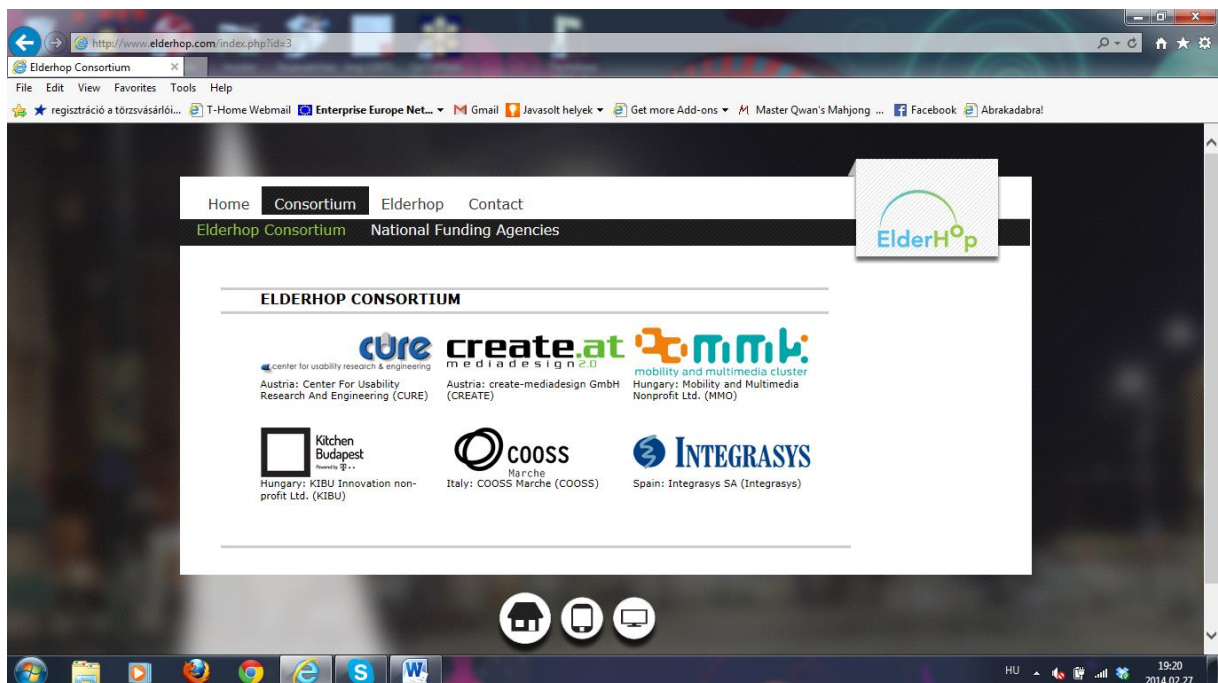 http://www.elderhop.com/index.php?id=3
Elderhop Consortium
File Edit View Favorites Tools Help
regisztráció a törzsvásárlói... T-Home Webmail Enterprise Europe Net... Gmail Javasolt helyek Get more Add-ons Master Qwan's Mahjong ... Facebook Abrakadabra!
Home Consortium Elderhop Contact
Elderhop Consortium National Funding Agencies
ElderHop
ELDERHOP CONSORTIUM
cure
center for usability research & engineering
Austria: Center For Usability
Research And Engineering (CURE)
create.at
mediadesign 2.0
Austria: create-mediadesign GmbH
(CREATE)
mmk
mobility and multimedia cluster
Hungary: Mobility and Multimedia
Nonprofit Ltd. (MMO)
Kitchen
Budapest
Powered by T
Hungary: KIBU Innovation non-
profit Ltd. (KIBU)
COOSS
Marche
Italy: COOSS Marche (COOSS)
INTEGRASYS
Spain: Integrasys SA (Integrasys)
HU
19:20
2014.02.27